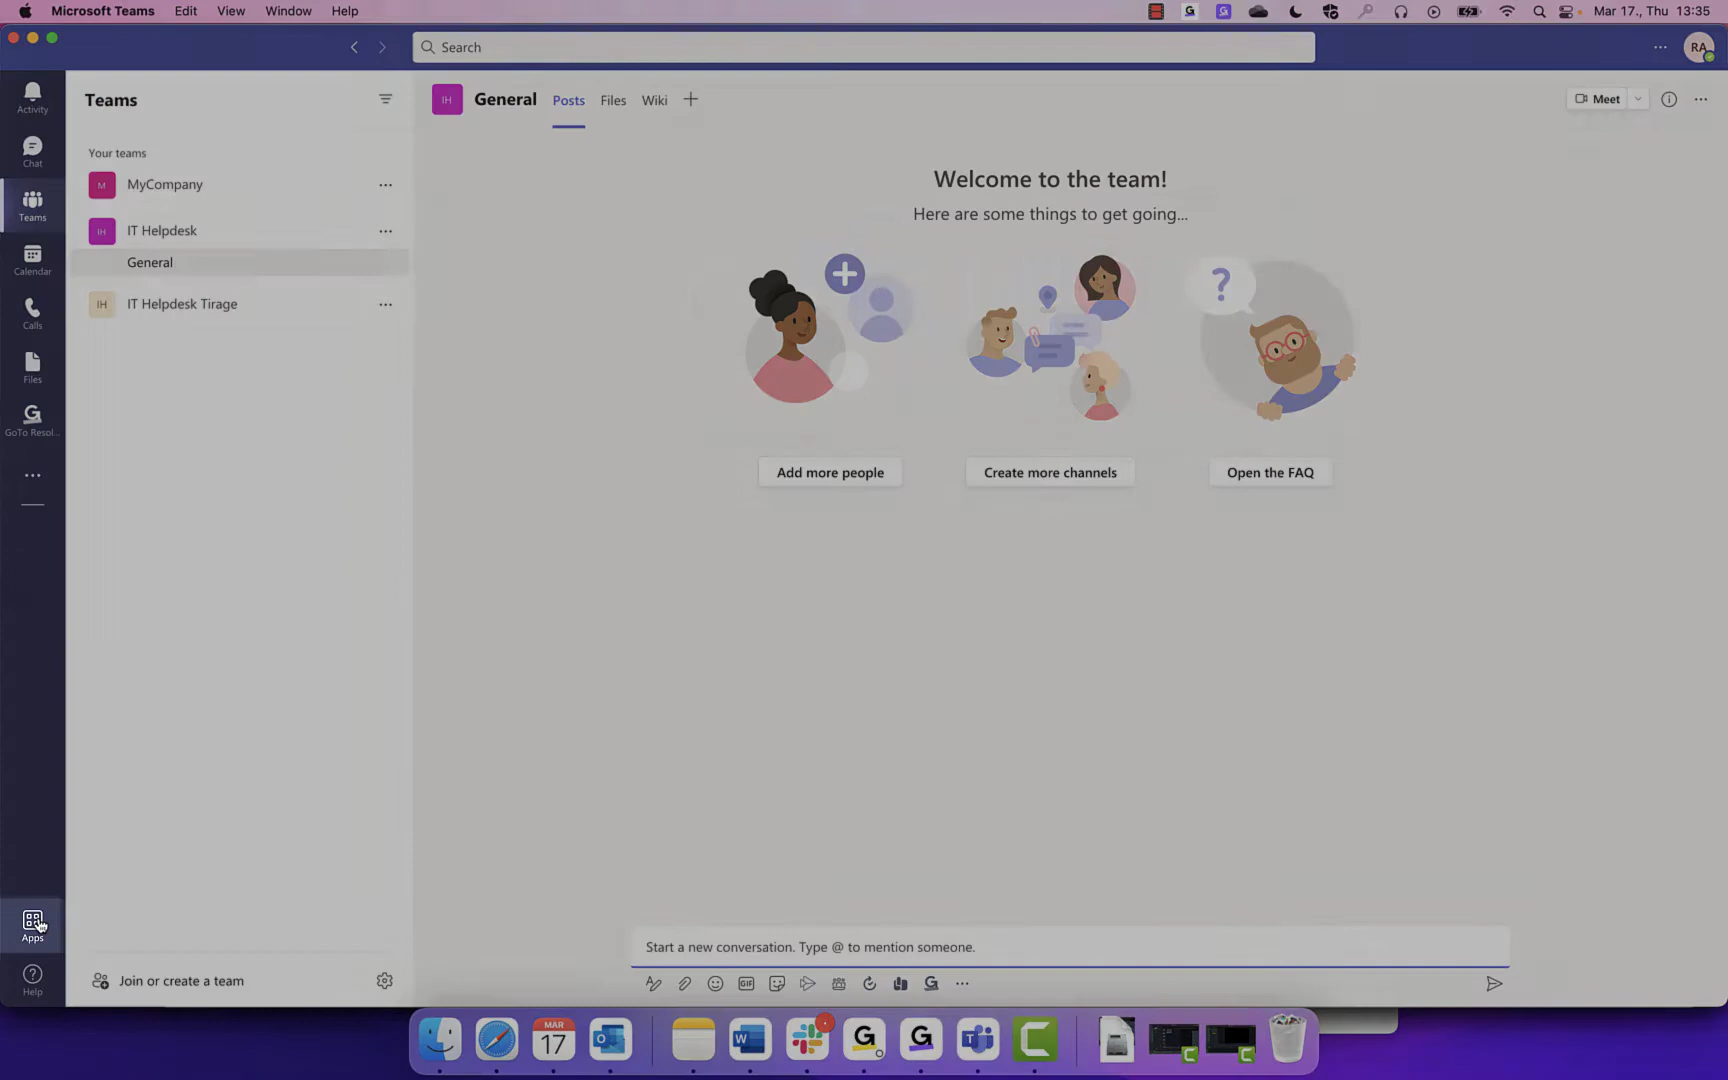 Microsoft Teams Edit View Window Help
G G Mar 17., Thu 13:35
Search
RA
Activity
Chat
Teams
Calendar
Calls
Files
GoTo Resol...
Apps
Help
Teams
Your teams
M MyCompany
IH IT Helpdesk
General
IH IT Helpdesk Tirage
Join or create a team
IH General Posts Files Wiki
Meet
Welcome to the team!
Here are some things to get going...
?
Add more people Create more channels Open the FAQ
Start a new conversation. Type @ to mention someone.
GIF G
MAR
17
O W G G T C C C